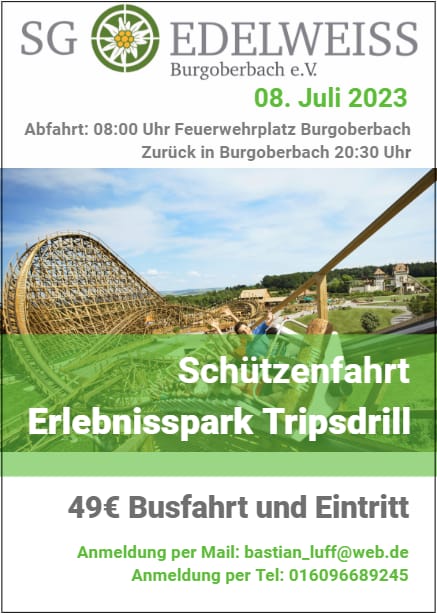 SG EDELWEISS
Burgoberbach e.V.
08. Juli 2023
Abfahrt: 08:00 Uhr Feuerwehrplatz Burgoberbach
Zurück in Burgoberbach 20:30 Uhr
Schützenfahrt
Erlebnisspark Tripsdrill
49€ Busfahrt und Eintritt
Anmeldung per Mail: bastian_luff@web.de
Anmeldung per Tel: 016096689245